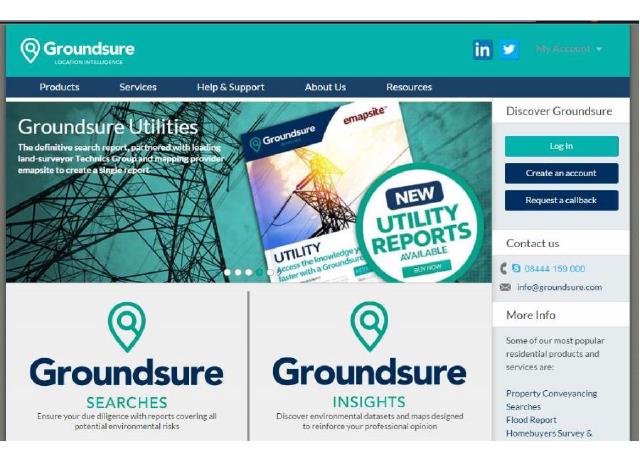 Groundsure
LOCATION INTELLIGENCE
in
My Account
Products Services Help & Support About Us Resources
Groundsure Utilities
The definitive search report, partnered with leading
land-surveyor Technics Group and mapping provider
emapsite to create a single report
Groundsure
emapsite
UTILITY
Access the knowledge y
faster with a Groundsure
NEW
UTILITY
REPORTS
AVAILABLE
BUY NOW
Discover Groundsure
Log In
Create an account
Request a callback
Contact us
08444 159 000
info@groundsure.com
More Info
Some of our most popular
residential products and
services are:
Property Conveyancing
Searches
Flood Report
Homebuyers Survey &
Groundsure
SEARCHES
Ensure your due diligence with reports covering all
potential environmental risks
Groundsure
INSIGHTS
Discover environmental datasets and maps designed
to reinforce your professional opinion